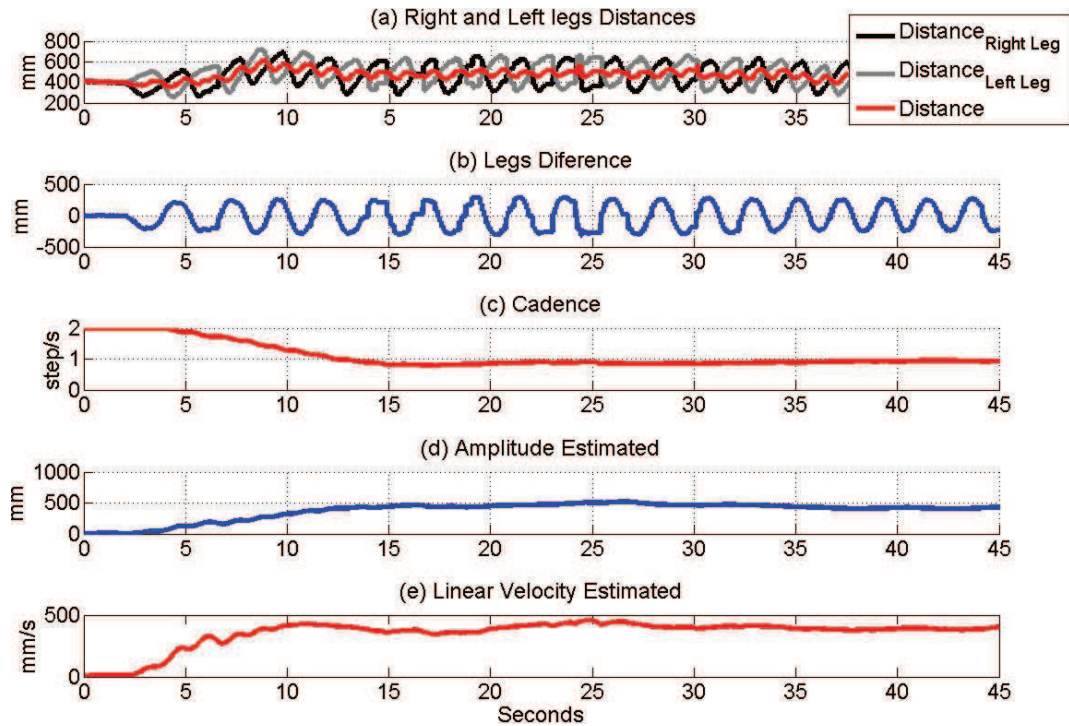 (a) Right and Left legs Distances
mm
800
600
400
200
0 5 10 15 20 25 30 35
Distance Right Leg
Distance Left Leg
Distance
(b) Legs Diference
mm
500
0
-500
0 5 10 15 20 25 30 35 40 45
(c) Cadence
step/s
2
1
0
0 5 10 15 20 25 30 35 40 45
(d) Amplitude Estimated
mm
1000
500
0
0 5 10 15 20 25 30 35 40 45
(e) Linear Velocity Estimated
mm/s
500
0
0 5 10 15 20 25 30 35 40 45
Seconds